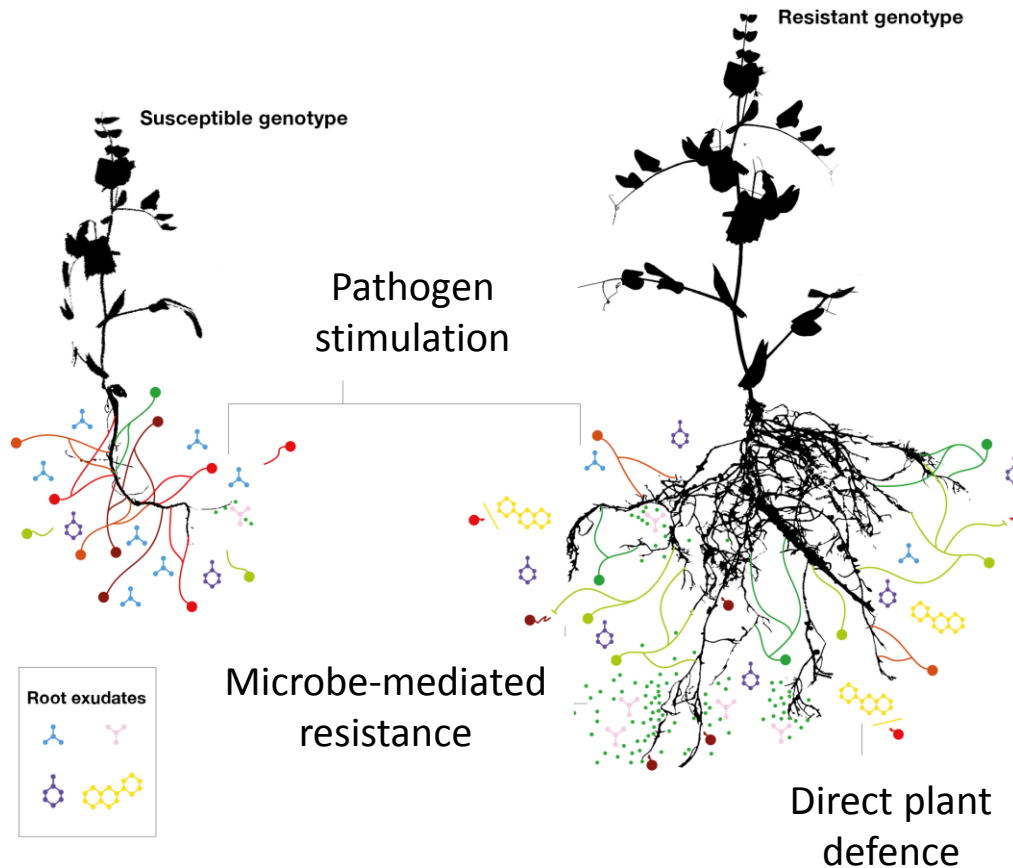 Resistant genotype
Susceptible genotype
Pathogen
stimulation
Microbe-mediated
resistance
Root exudates
Direct plant
defence